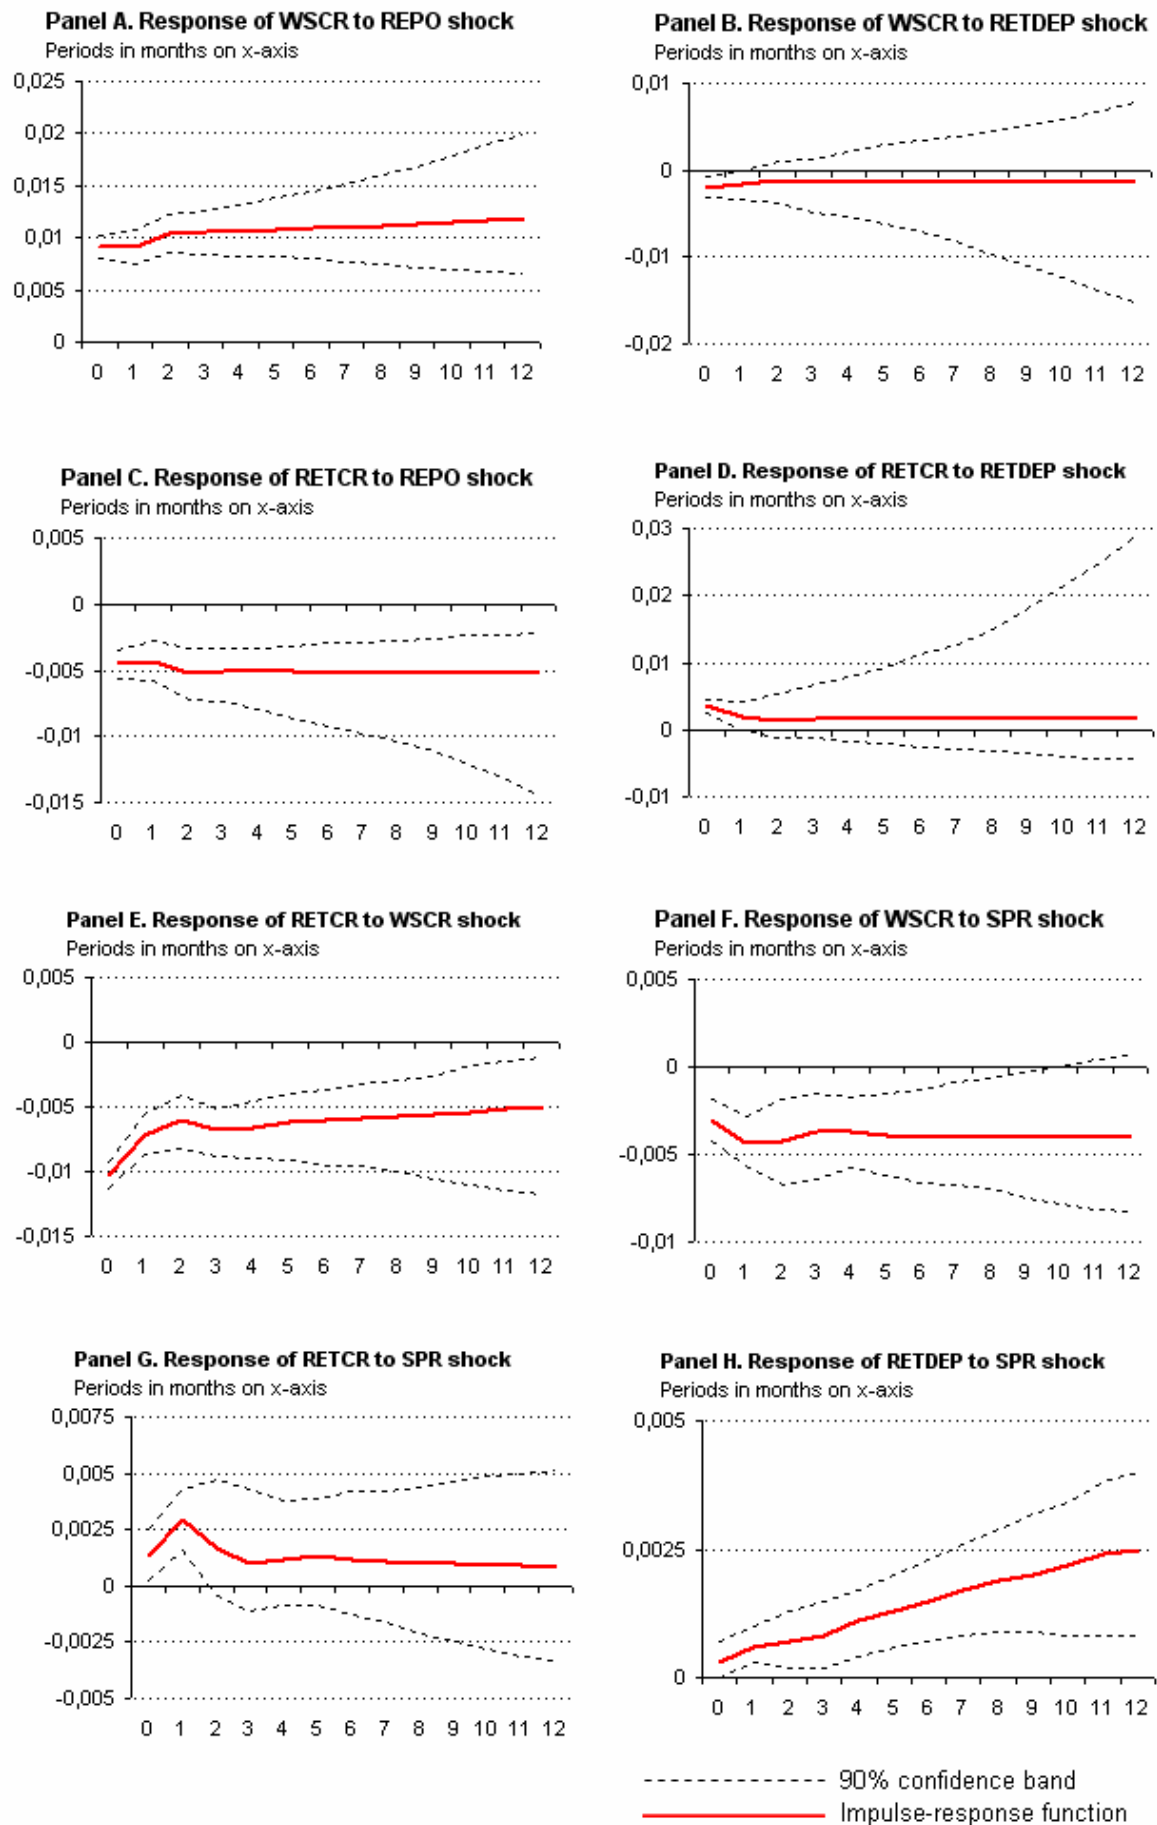 Panel A. Response of WSCR to REPO shock
Periods in months on x-axis
0,025
0,02
0,015
0,01
0,005
0
0 1 2 3 4 5 6 7 8 9 10 11 12
Panel B. Response of WSCR to RETDEP shock
Periods in months on x-axis
0,01
0
-0,01
-0,02
0 1 2 3 4 5 6 7 8 9 10 11 12
Panel C. Response of RETCR to REPO shock
Periods in months on x-axis
0,005
0
-0,005
-0,01
-0,015
0 1 2 3 4 5 6 7 8 9 10 11 12
Panel D. Response of RETCR to RETDEP shock
Periods in months on x-axis
0,03
0,02
0,01
0
-0,01
0 1 2 3 4 5 6 7 8 9 10 11 12
Panel E. Response of RETCR to WSCR shock
Periods in months on x-axis
0,005
0
-0,005
-0,01
-0,015
0 1 2 3 4 5 6 7 8 9 10 11 12
Panel F. Response of WSCR to SPR shock
Periods in months on x-axis
0,005
0
-0,005
-0,01
0 1 2 3 4 5 6 7 8 9 10 11 12
Panel G. Response of RETCR to SPR shock
Periods in months on x-axis
0,0075
0,005
0,0025
0
-0,0025
-0,005
0 1 2 3 4 5 6 7 8 9 10 11 12
Panel H. Response of RETDEP to SPR shock
Periods in months on x-axis
0,005
0,0025
0
0 1 2 3 4 5 6 7 8 9 10 11 12
90% confidence band
Impulse-response function